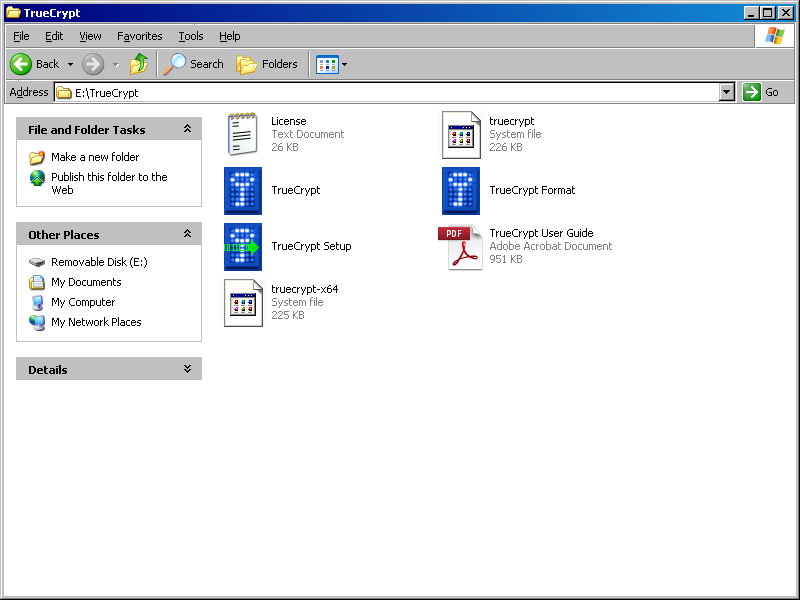 TrueCrypt
File Edit View Favorites Tools Help
Back Search Folders
Address E:\TrueCrypt Go
File and Folder Tasks
Make a new folder
Publish this folder to the
Web
Other Places
Removable Disk (E:)
My Documents
My Computer
My Network Places
Details
License
Text Document
26 KB
truecrypt
System file
226 KB
TrueCrypt
TrueCrypt Format
TrueCrypt Setup
PDF
TrueCrypt User Guide
Adobe Acrobat Document
951 KB
truecrypt-x64
System file
225 KB